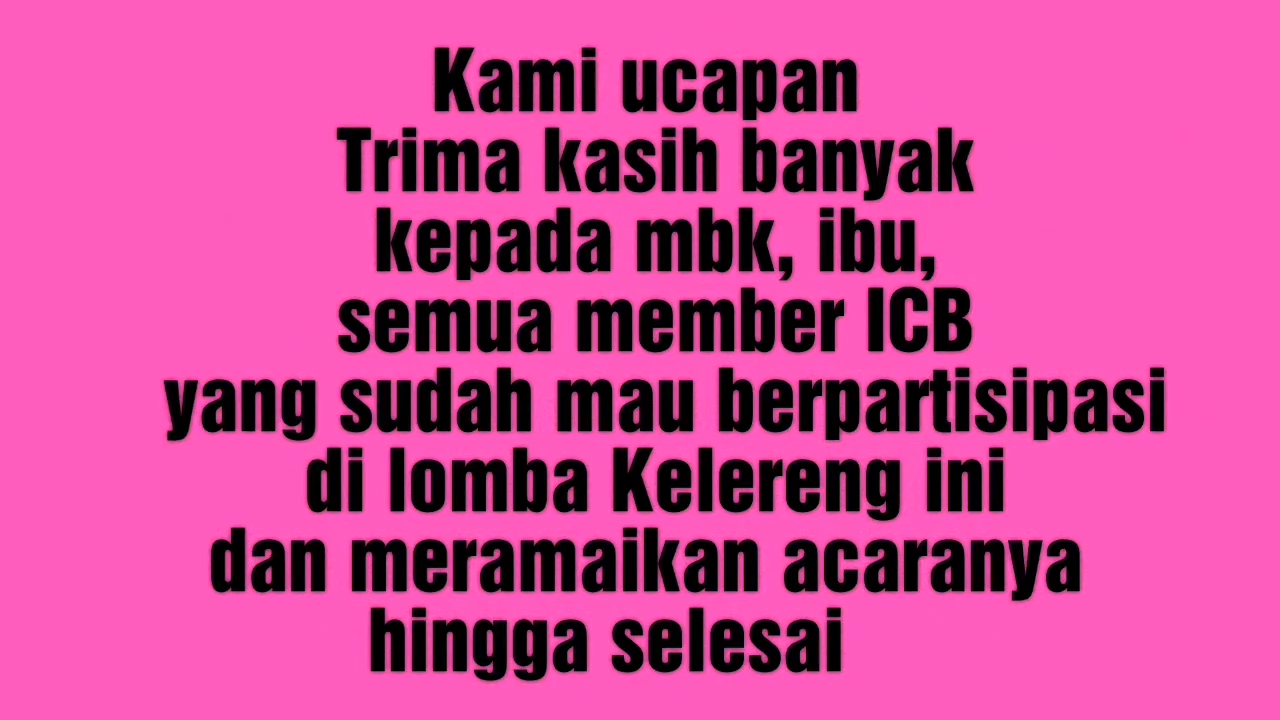 Kami ucapan
Trima kasih banyak
kepada mbk, ibu,
semua member ICB
yang sudah mau berpartisipasi
di lomba Kelereng ini
dan meramaikan acaranya
hingga selesai